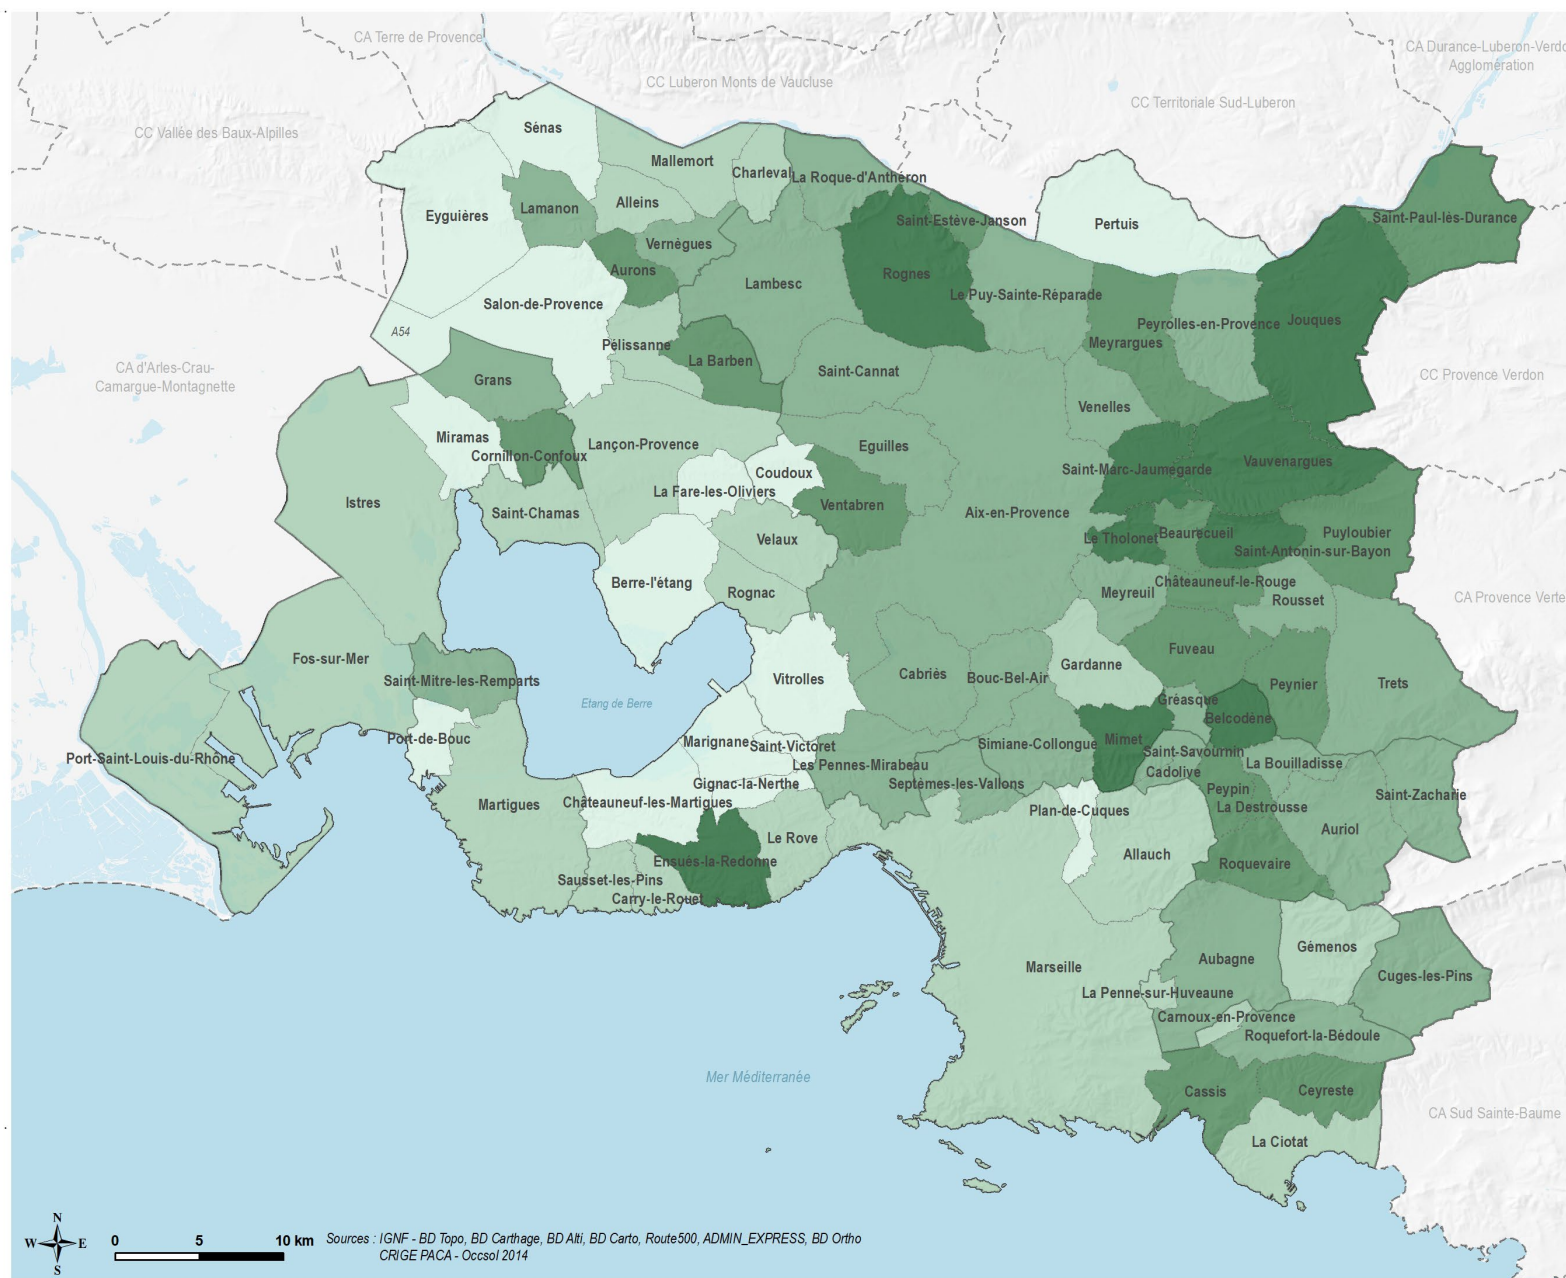 CA Terre de Provence
CA Durance-Luberon-Verdo
Agglomération
CC Luberon Monts de Vaucluse
CC Territoriale Sud-Luberon
CC Vallée des Baux-Alpilles
Sénas
Mallemort
Charleval
La Roque-d'Anthéron
Lamanon
Alleins
Eyguières
Saint-Estève-Janson
Pertuis
Saint-Paul-lès-Durance
Vernègues
Aurons
Rognes
Lambesc
Le Puy-Sainte-Réparade
Salon-de-Provence
A54
Peyrolles-en-Provence
Jouques
Pélissanne
Meyrargues
La Barben
CA d'Arles-Crau-
Camargue-Montagnette
Grans
Saint-Cannat
CC Provence Verdon
Venelles
Miramas
Lançon-Provence
Eguilles
Cornillon-Confoux
Coudoux
Saint-Marc-Jaumegarde
Vauvenargues
La Fare-les-Oliviers
Istres
Saint-Chamas
Ventabren
Aix-en-Provence
Velaux
Le Tholonet
Beaurecueil
Puyloubier
Saint-Antonin-sur-Bayon
Berre-l'étang
Rognac
Meyreuil
Châteauneuf-le-Rouge
Rousset
CA Provence Verte
Fos-sur-Mer
Saint-Mitre-les-Remparts
Vitrolles
Cabriès
Bouc-Bel-Air
Gardanne
Fuveau
Peynier
Trets
Etang de Berre
Gréasque
Belcodène
Port-de-Bouc
Marignane
Saint-Victoret
Simiane-Collongue
Mimet
Saint-Savournin
Port-Saint-Louis-du-Rhône
Les Pennes-Mirabeau
La Bouilladisse
Cadolive
Gignac-la-Nerthe
Septèmes-les-Vallons
Peypin
Saint-Zacharie
Martigues
Châteauneuf-les-Martigues
Plan-de-Cuques
La Destrousse
Auriol
Le Rove
Allauch
Ensuès-la-Redonne
Roquevaire
Sausset-les-Pins
Carry-le-Rouet
Gémenos
Aubagne
Marseille
Cuges-les-Pins
La Penne-sur-Huveaune
Carnoux-en-Provence
Roquefort-la-Bédoule
Mer Méditerranée
Cassis
Ceyreste
CA Sud Sainte-Baume
La Ciotat
N
W E
S
0 5 10 km
Sources : IGNF - BD Topo, BD Carthage, BD Alti, BD Carto, Route500, ADMIN_EXPRESS, BD Ortho
CRIGE PACA - Occsol 2014